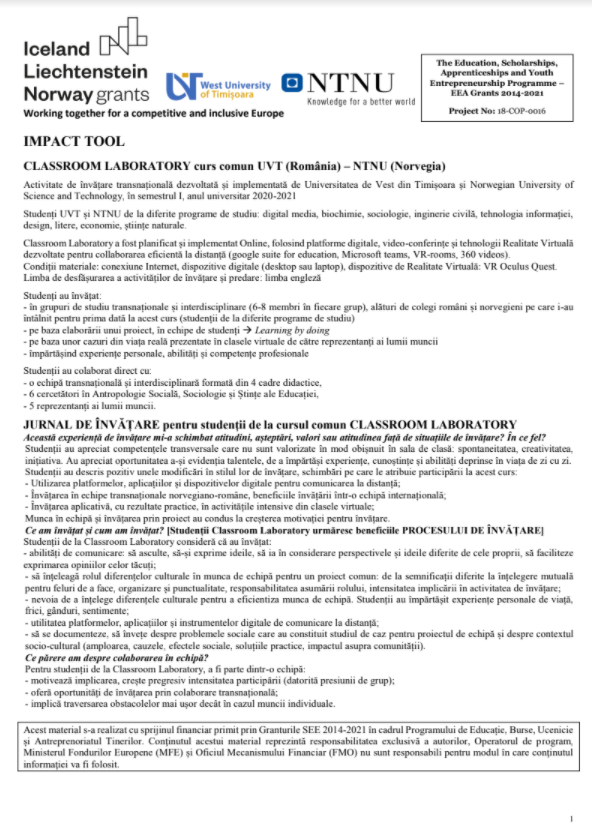 Iceland
Liechtenstein
Norway grants
Working together for a competitive and inclusive Europe
UVT
West University
of Timișoara
NTNU
Knowledge for a better world
The Education, Scholarships,
Apprenticeships and Youth
Entrepreneurship Programme –
EEA Grants 2014-2021
Project No: 18-COP-0016
IMPACT TOOL
CLASSROOM LABORATORY curs comun UVT (România) – NTNU (Norvegia)
Activitate de învățare transnațională dezvoltată și implementată de Universitatea de Vest din Timișoara și Norwegian University of
Science and Technology, în semestrul I, anul universitar 2020-2021
Studenți UVT și NTNU de la diferite programe de studiu: digital media, biochimie, sociologie, inginerie civilă, tehnologia informației,
design, litere, economie, științe naturale.
Classroom Laboratory a fost planificat și implementat Online, folosind platforme digitale, video-conferințe și tehnologii Realitate Virtuală
dezvoltate pentru colaborarea eficientă la distanță (google suite for education, Microsoft teams, VR-rooms, 360 videos).
Condiții materiale: conexiune Internet, dispozitive digitale (desktop sau laptop), dispozitive de Realitate Virtuală: VR Oculus Quest.
Limba de desfășurarea a activităților de învățare și predare: limba engleză
Studenți au învățat:
- în grupuri de studiu transnaționale și interdisciplinare (6-8 membri în fiecare grup), alături de colegi români și norvegieni pe care i-au
întâlnit pentru prima dată la acest curs (studenții de la diferite programe de studiu)
- pe baza elaborării unui proiect, în echipe de studenți → Learning by doing
- pe baza unor cazuri din viața reală prezentate în clasele virtuale de către reprezentanți ai lumii muncii
- împărtășind experiențe personale, abilități și competențe profesionale
Studenții au colaborat direct cu:
- o echipă transnațională și interdisciplinară formată din 4 cadre didactice,
- 6 cercetători în Antropologie Socială, Sociologie și Științe ale Educației,
- 5 reprezentanți ai lumii muncii.
JURNAL DE ÎNVĂȚARE pentru studenții de la cursul comun CLASSROOM LABORATORY
Această experiență de învățare mi-a schimbat atitudini, așteptări, valori sau atitudinea față de situațiile de învățare? În ce fel?
Studenții au apreciat competențele transversale care nu sunt valorizate în mod obișnuit în sala de clasă: spontaneitatea, creativitatea,
inițiativa. Au apreciat oportunitatea a-și evidenția talentele, de a împărtăși experiențe, cunoștințe și abilități deprinse în viața de zi cu zi.
Studenții au descris pozitiv unele modificări în stilul lor de învățare, schimbări pe care le atribuie participării la acest curs:
- Utilizarea platformelor, aplicațiilor și dispozitivelor digitale pentru comunicarea la distanță;
- Învățarea în echipe transnaționale norvegiano-române, beneficiile învățării într-o echipă internațională;
- Învățarea aplicativă, cu rezultate practice, în activitățile intensive din clasele virtuale;
Munca în echipă și învățarea prin proiect au condus la creșterea motivației pentru învățare.
Ce am învățat și cum am învățat? [Studenții Classroom Laboratory urmăresc beneficiile PROCESULUI DE ÎNVĂȚARE]
Studenții de la Classroom Laboratory consideră că au învățat:
- abilități de comunicare: să asculte, să-și exprime ideile, să ia în considerare perspectivele și ideile diferite de cele proprii, să faciliteze
exprimarea opiniilor celor tăcuți;
- să înțeleagă rolul diferențelor culturale în munca de echipă pentru un proiect comun: de la semnificații diferite la înțelegere mutuală
pentru feluri de a face, organizare și punctualitate, responsabilitatea asumării rolului, intensitatea implicării în activitatea de învățare;
- nevoia de a înțelege diferențele culturale pentru a eficientiza munca de echipă. Studenții au împărtășit experiențe personale de viață,
frici, gânduri, sentimente;
- utilitatea platformelor, aplicațiilor și instrumentelor digitale de comunicare la distanță;
- să se documenteze, să învețe despre problemele sociale care au constituit studiul de caz pentru proiectul de echipă și despre contextul
socio-cultural (amploarea, cauzele, efectele sociale, soluțiile practice, impactul asupra comunității).
Ce părere am despre colaborarea în echipă?
Pentru studenții de la Classroom Laboratory, a fi parte dintr-o echipă:
- motivează implicarea, crește progresiv intensitatea participării (datorită presiunii de grup);
- oferă oportunități de învățarea prin colaborare transnațională;
- implică traversarea obstacolelor mai ușor decât în cazul muncii individuale.
Acest material s-a realizat cu sprijinul financiar primit prin Granturile SEE 2014-2021 în cadrul Programului de Educație, Burse, Ucenicie
și Antreprenoriatul Tinerilor. Conținutul acestui material reprezintă responsabilitatea exclusivă a autorilor, Operatorul de program,
Ministerul Fondurilor Europene (MFE) și Oficiul Mecanismului Financiar (FMO) nu sunt responsabili pentru modul în care conținutul
informației va fi folosit.
1